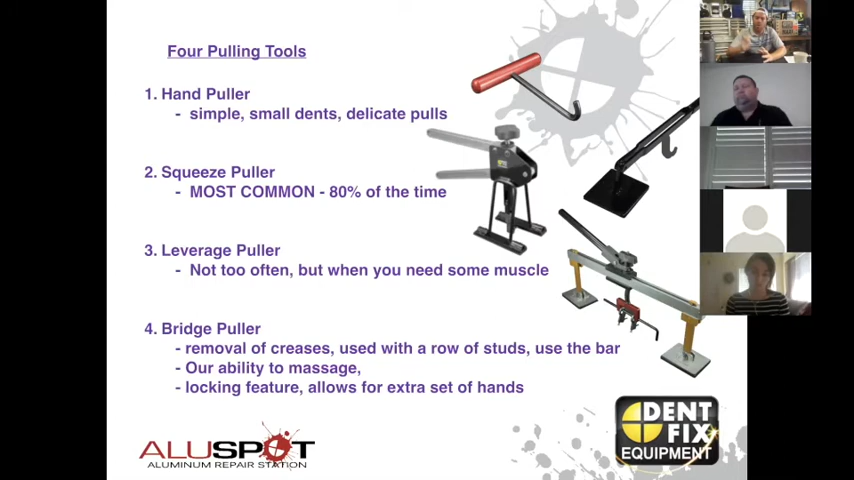 Four Pulling Tools
1. Hand Puller
- simple, small dents, delicate pulls
2. Squeeze Puller
- MOST COMMON - 80% of the time
3. Leverage Puller
- Not too often, but when you need some muscle
4. Bridge Puller
- removal of creases, used with a row of studs, use the bar
- Our ability to massage,
- locking feature, allows for extra set of hands
ALUSPOT
ALUMINUM REPAIR STATION
DENT
FIX
EQUIPMENT